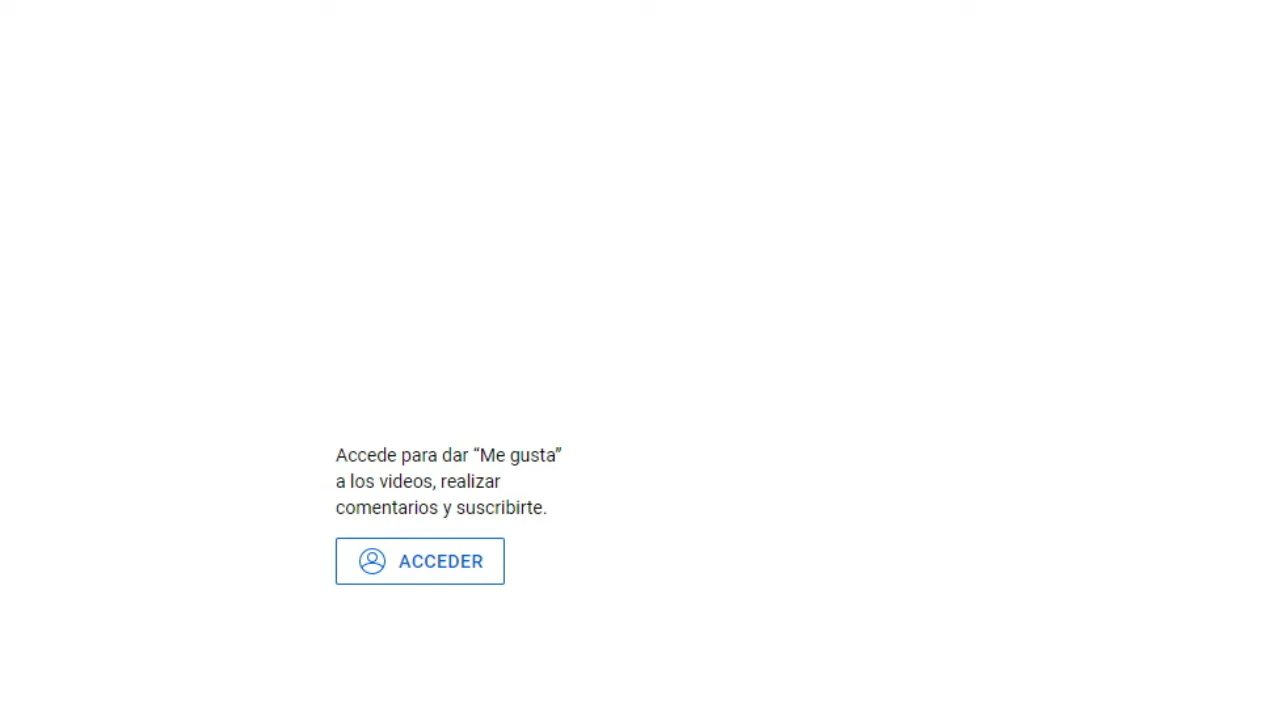 Accede para dar “Me gusta”
a los videos, realizar
comentarios y suscribirte.
ACCEDER